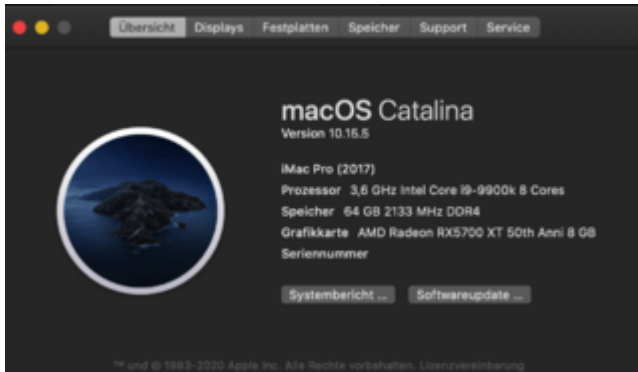 Übersicht Displays Festplatten Speicher Support Service
macOS Catalina
Version 10.15.5
iMac Pro (2017)
Prozessor 3,6 GHz Intel Core i9-9900k 8 Cores
Speicher 64 GB 2133 MHz DDR4
Grafikkarte AMD Radeon RX5700 XT 50th Anni 8 GB
Seriennummer
Systembericht ... Softwareupdate ...
™ und © 1983-2020 Apple Inc. Alle Rechte vorbehalten. Lizenzvereinbarung